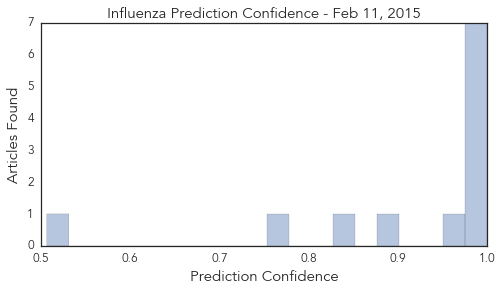 Influenza Prediction Confidence - Feb 11, 2015
7
6
5
4
3
2
1
0
Articles Found
0.5 0.6 0.7 0.8 0.9 1.0
Prediction Confidence